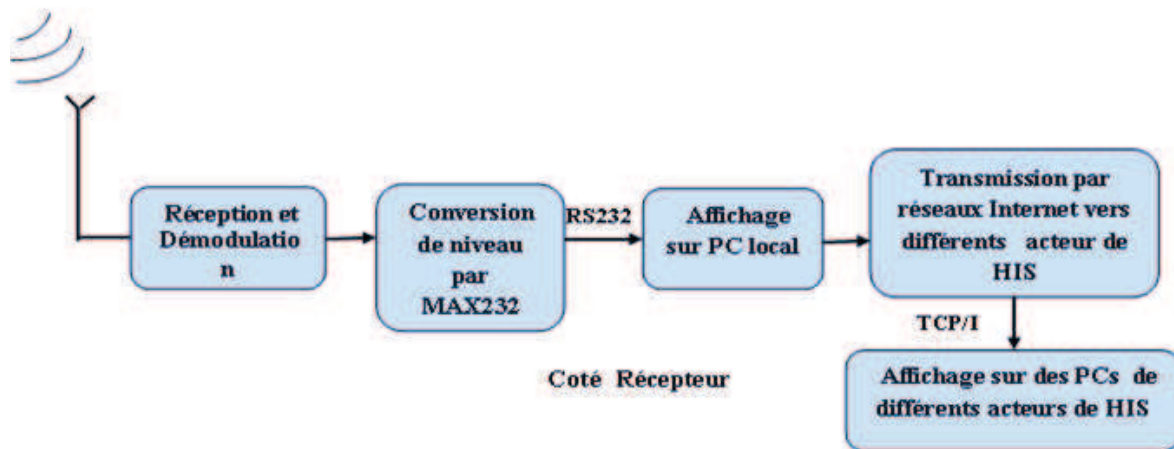 Réception et
Démodulatio
n
Conversion
de niveau
par
MAX232
RS232
Affichage
sur PC local
Transmission par
réseaux Internet vers
différents acteur de
HIS
TCP/I
Affichage sur des PCs de
différents acteurs de HIS
Coté Récepteur